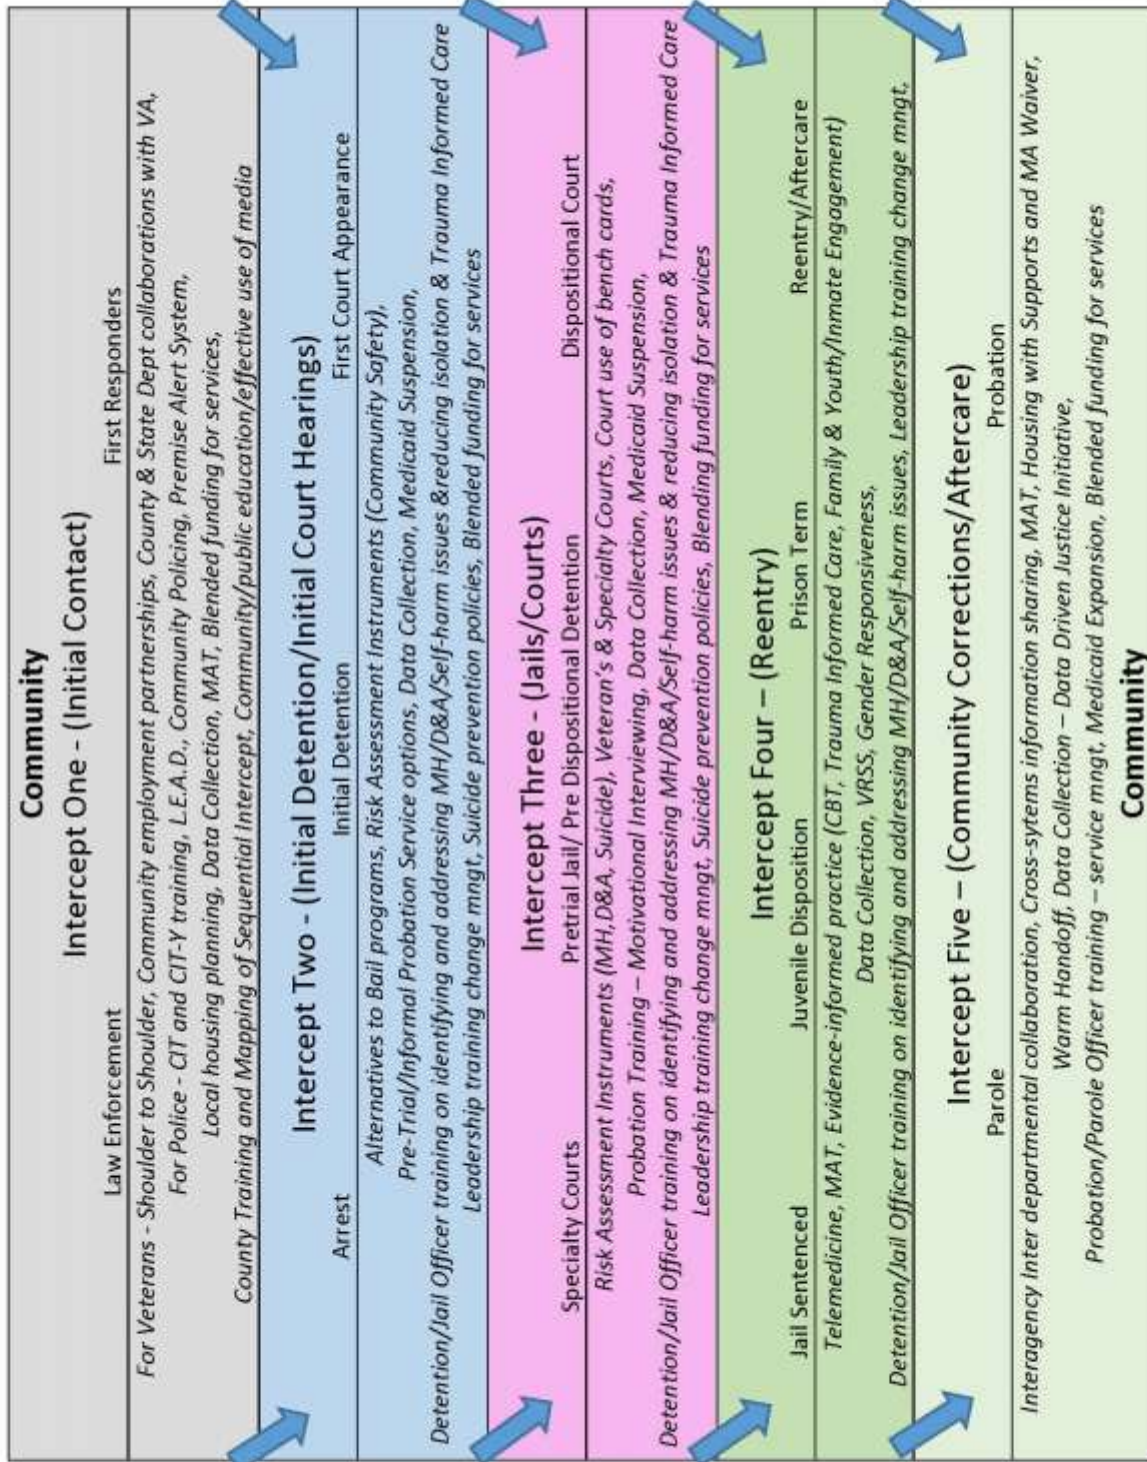 Community
Intercept One - (Initial Contact)
Law Enforcement First Responders
For Veterans - Shoulder to Shoulder, Community employment partnerships, County & State Dept collaborations with VA,
For Police - CIT and CIT-Y training, L.E.A.D., Community Policing, Premise Alert System,
Local housing planning, Data Collection, MAT, Blended funding for services,
County Training and Mapping of Sequential Intercept, Community/public education/effective use of media
Intercept Two - (Initial Detention/Initial Court Hearings)
Arrest Initial Detention First Court Appearance
Alternatives to Bail programs, Risk Assessment Instruments (Community Safety),
Pre-Trial/Informal Probation Service options, Data Collection, Medicaid Suspension,
Detention/Jail Officer training on identifying and addressing MH/D&A/Self-harm issues &reducing isolation & Trauma Informed Care
Leadership training change mngt, Suicide prevention policies, Blended funding for services
Intercept Three - (Jails/Courts)
Specialty Courts Pretrial Jail/ Pre Dispositional Detention Dispositional Court
Risk Assessment Instruments (MH,D&A, Suicide), Veteran's & Specialty Courts, Court use of bench cards,
Probation Training – Motivational Interviewing, Data Collection, Medicaid Suspension,
Detention/Jail Officer training on identifying and addressing MH/D&A/Self-harm issues & reducing isolation & Trauma Informed Care
Leadership training change mngt, Suicide prevention policies, Blending funding for services
Intercept Four – (Reentry)
Jail Sentenced Juvenile Disposition Prison Term Reentry/Aftercare
Telemedicine, MAT, Evidence-informed practice (CBT, Trauma Informed Care, Family & Youth/Inmate Engagement)
Data Collection, VRSS, Gender Responsiveness,
Detention/Jail Officer training on identifying and addressing MH/D&A/Self-harm issues, Leadership training change mngt,
Intercept Five – (Community Corrections/Aftercare)
Parole Probation
Interagency Inter departmental collaboration, Cross-sytems information sharing, MAT, Housing with Supports and MA Waiver,
Warm Handoff, Data Collection – Data Driven Justice Initiative,
Probation/Parole Officer training – service mngt, Medicaid Expansion, Blended funding for services
Community